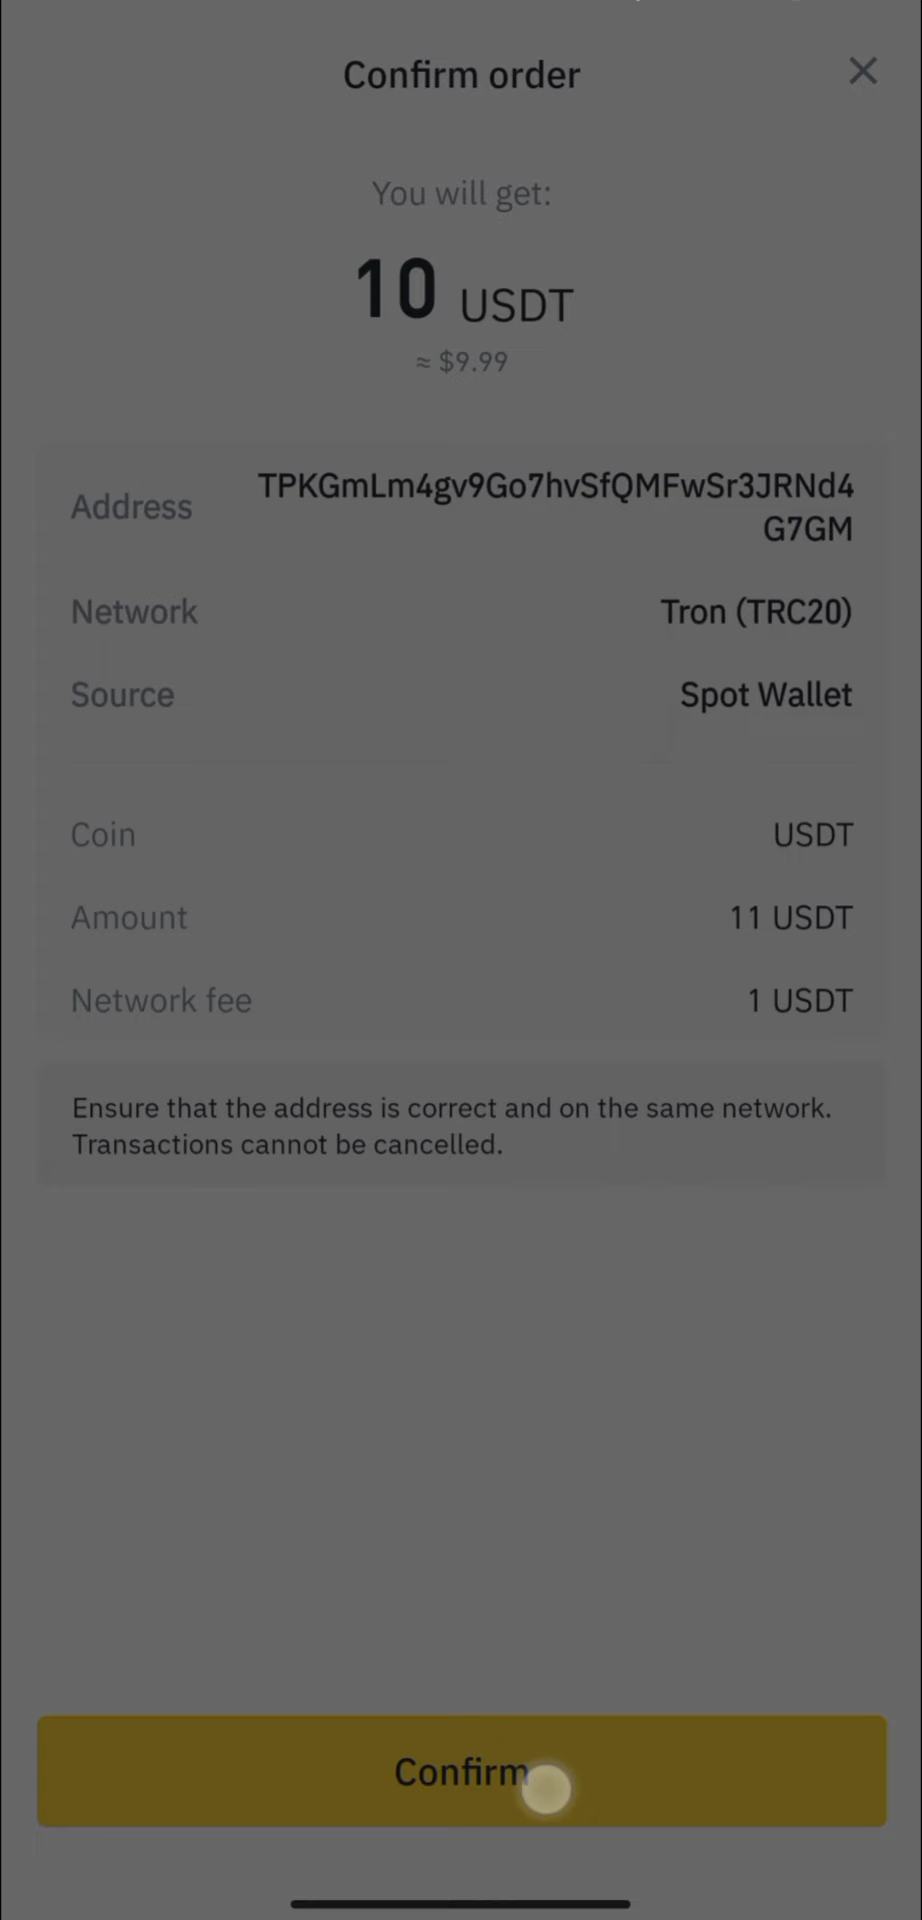 Confirm order
You will get:
10 USDT
≈ $9.99
Address TPKGmLm4gv9Go7hvSfQMFwSr3JRNd4
G7GM
Network Tron (TRC20)
Source Spot Wallet
Coin USDT
Amount 11 USDT
Network fee 1 USDT
Ensure that the address is correct and on the same network.
Transactions cannot be cancelled.
Confirm